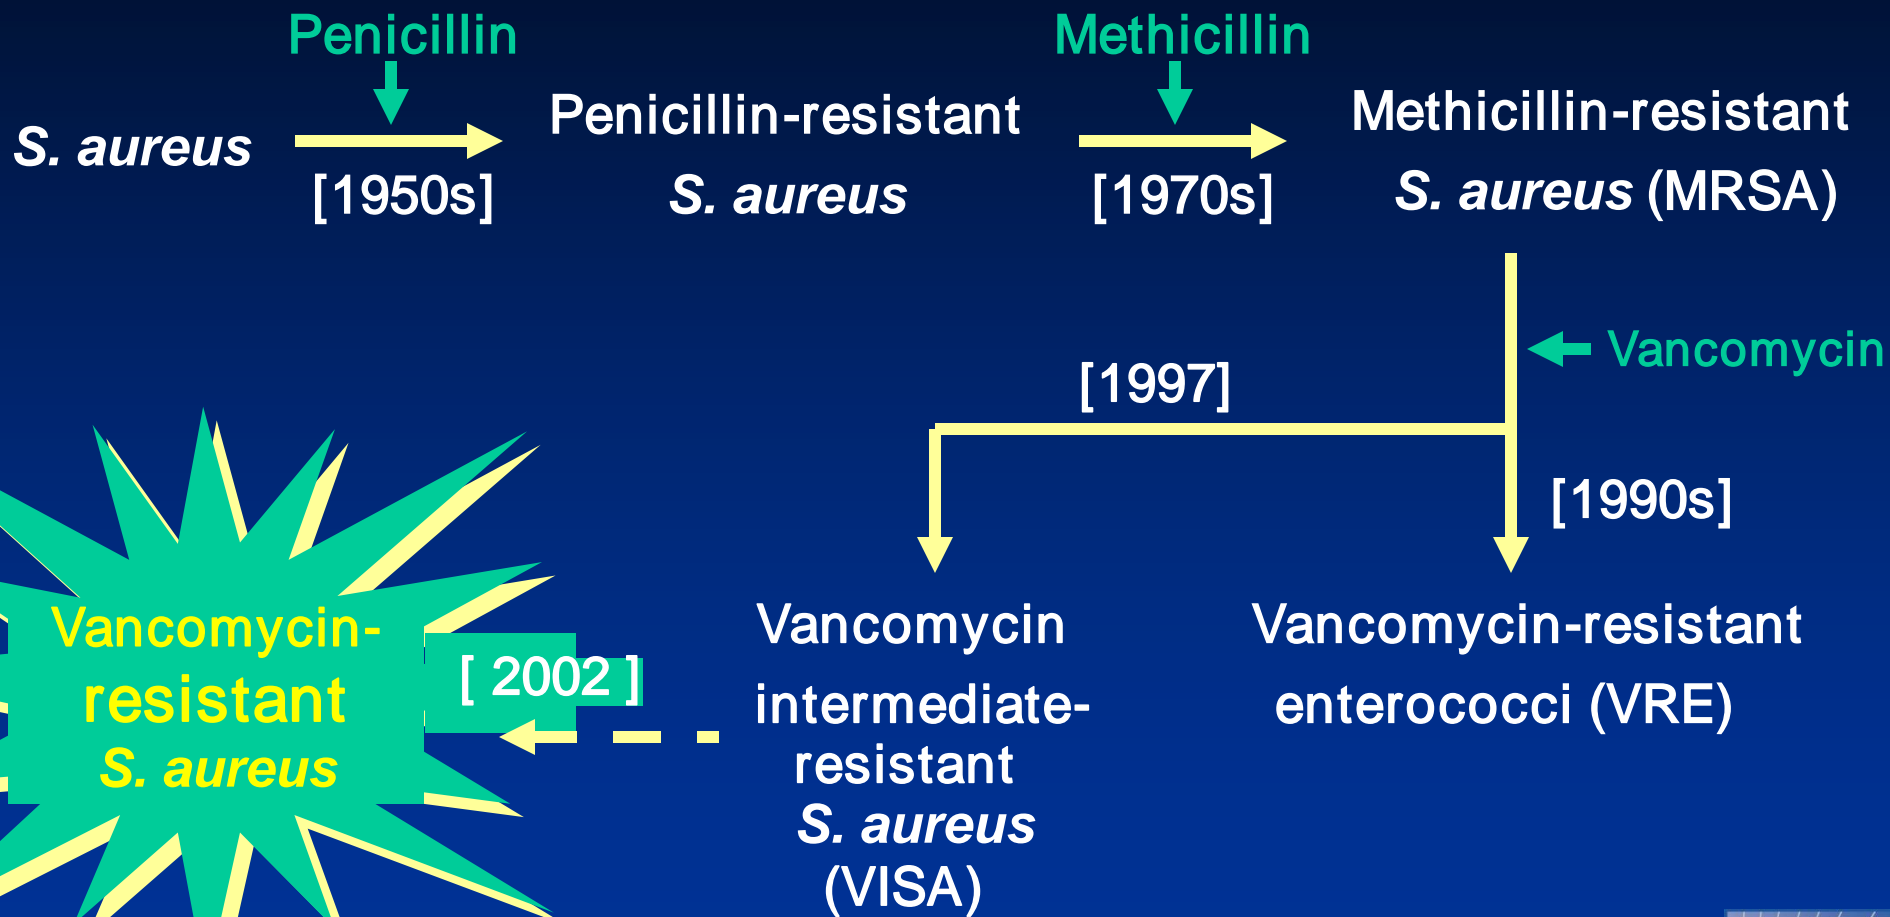 Penicillin
Methicillin
S. aureus
[1950s]
Penicillin-resistant
S. aureus
[1970s]
Methicillin-resistant
S. aureus (MRSA)
Vancomycin
[1997]
[1990s]
Vancomycin-
resistant
S. aureus
[ 2002 ]
Vancomycin
intermediate-
resistant
S. aureus
(VISA)
Vancomycin-resistant
enterococci (VRE)